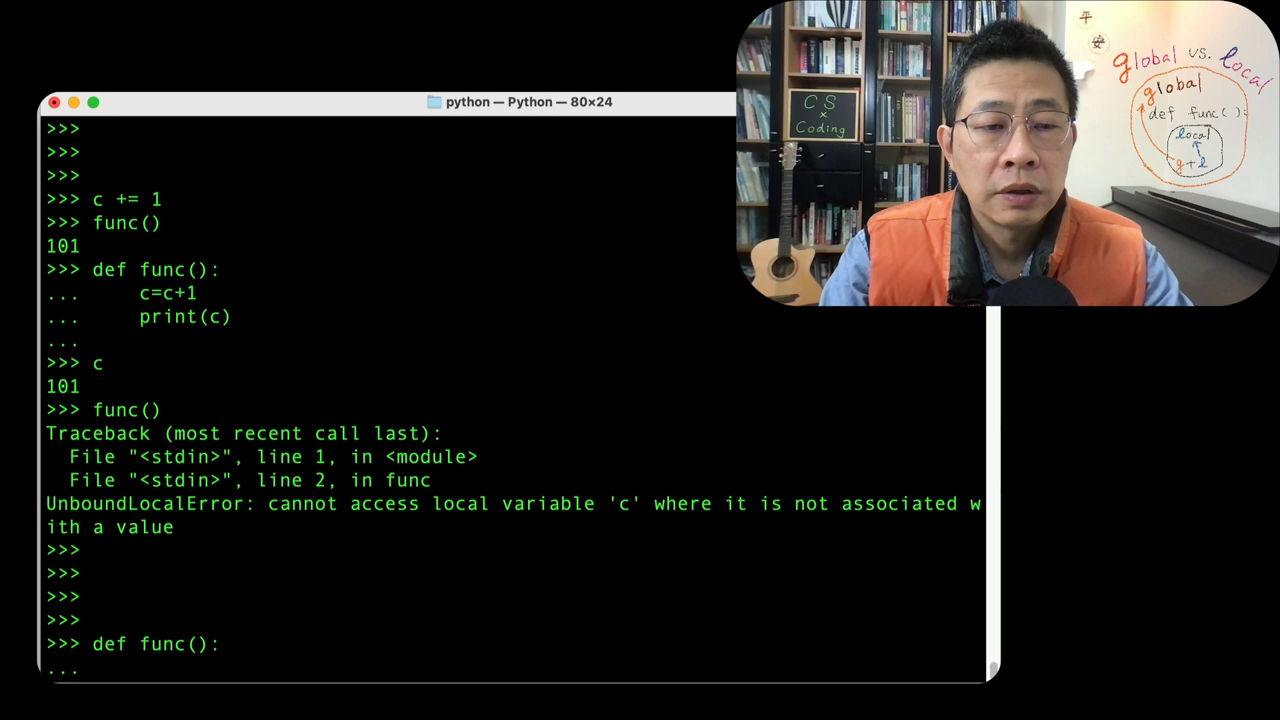 python — Python — 80×24
>>>
>>>
>>>
>>> c += 1
>>> func()
101
>>> def func():
...     c=c+1
...     print(c)
...
>>> c
101
>>> func()
Traceback (most recent call last):
  File "<stdin>", line 1, in <module>
  File "<stdin>", line 2, in func
UnboundLocalError: cannot access local variable 'c' where it is not associated w
ith a value
>>>
>>>
>>>
>>>
>>> def func():
...
CS
×
Coding
平
安
global vs. local
global
def func():
local
g+l